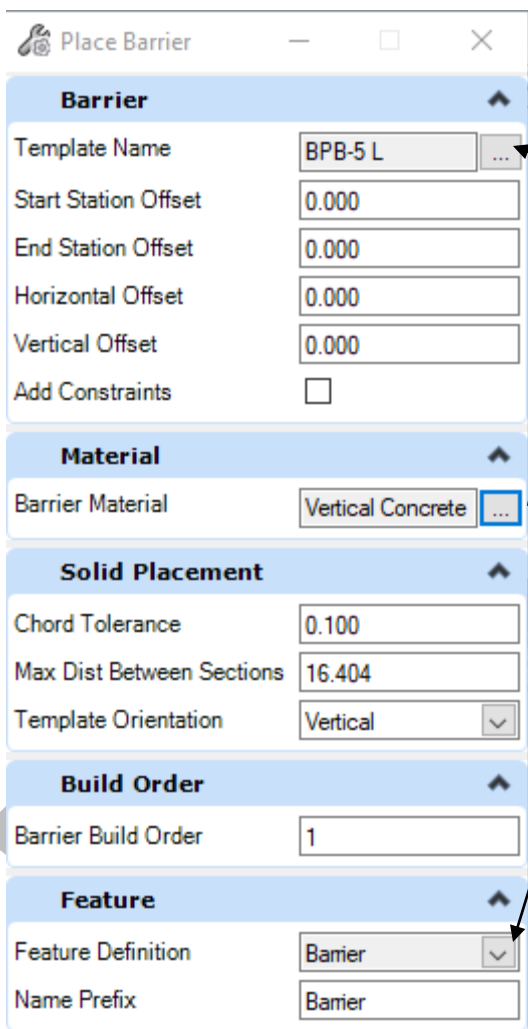 Place Barrier
Barrier
Template Name BPB-5 L ...
Start Station Offset 0.000
End Station Offset 0.000
Horizontal Offset 0.000
Vertical Offset 0.000
Add Constraints
Material
Barrier Material Vertical Concrete ...
Solid Placement
Chord Tolerance 0.100
Max Dist Between Sections 16.404
Template Orientation Vertical
Build Order
Barrier Build Order 1
Feature
Feature Definition Barrier
Name Prefix Barrier